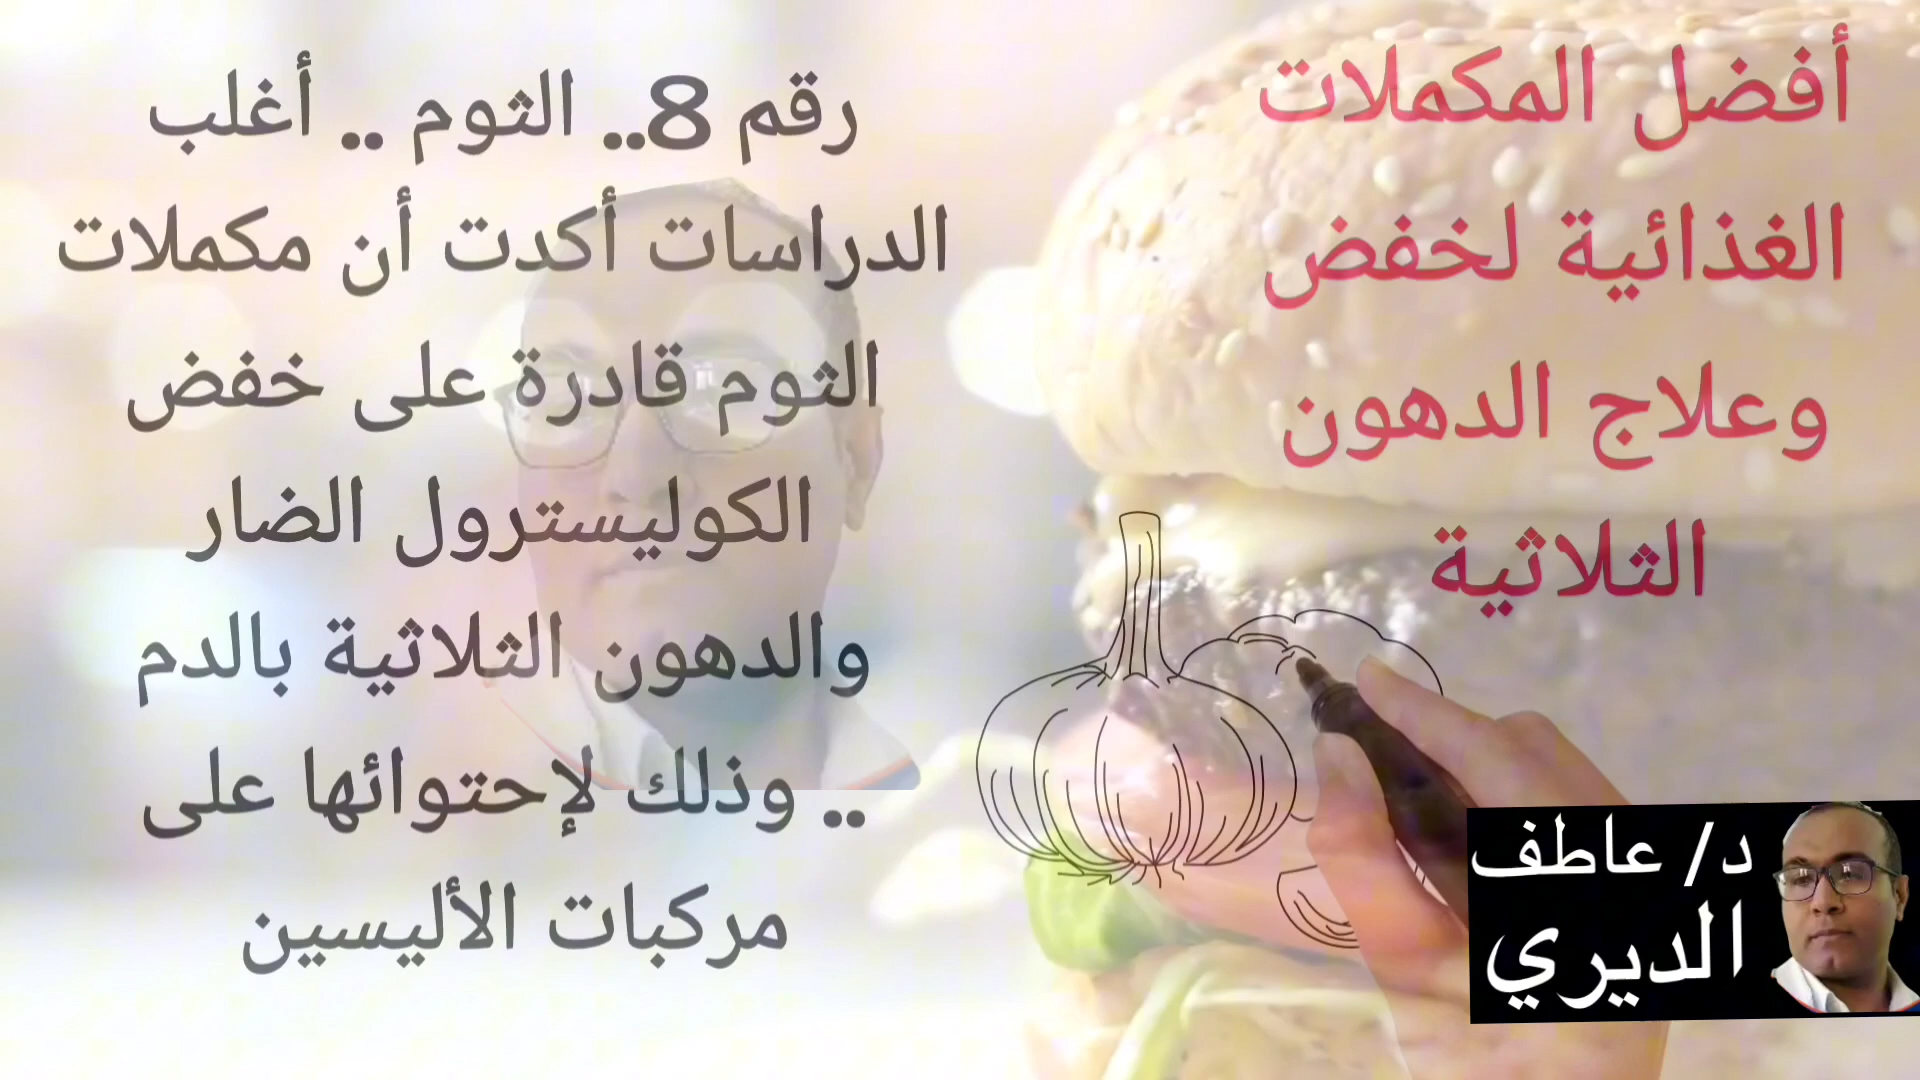 أفضل المكملات
الغذائية لخفض
وعلاج الدهون
الثلاثية
رقم 8.. الثوم .. أغلب
الدراسات أكدت أن مكملات
الثوم قادرة على خفض
الكوليسترول الضار
والدهون الثلاثية بالدم
.. وذلك لإحتوائها على
مركبات الأليسين
د/ عاطف
الديري